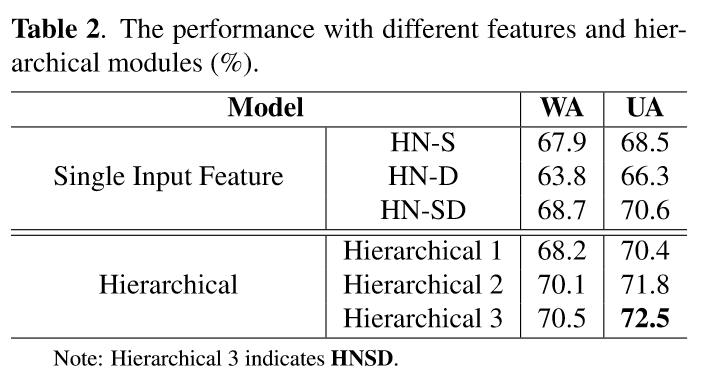 Table 2. The performance with different features and hier-
archical modules (%).
Model WA UA
Single Input Feature HN-S 67.9 68.5
HN-D 63.8 66.3
HN-SD 68.7 70.6
Hierarchical Hierarchical 1 68.2 70.4
Hierarchical 2 70.1 71.8
Hierarchical 3 70.5 72.5
Note: Hierarchical 3 indicates HNSD.